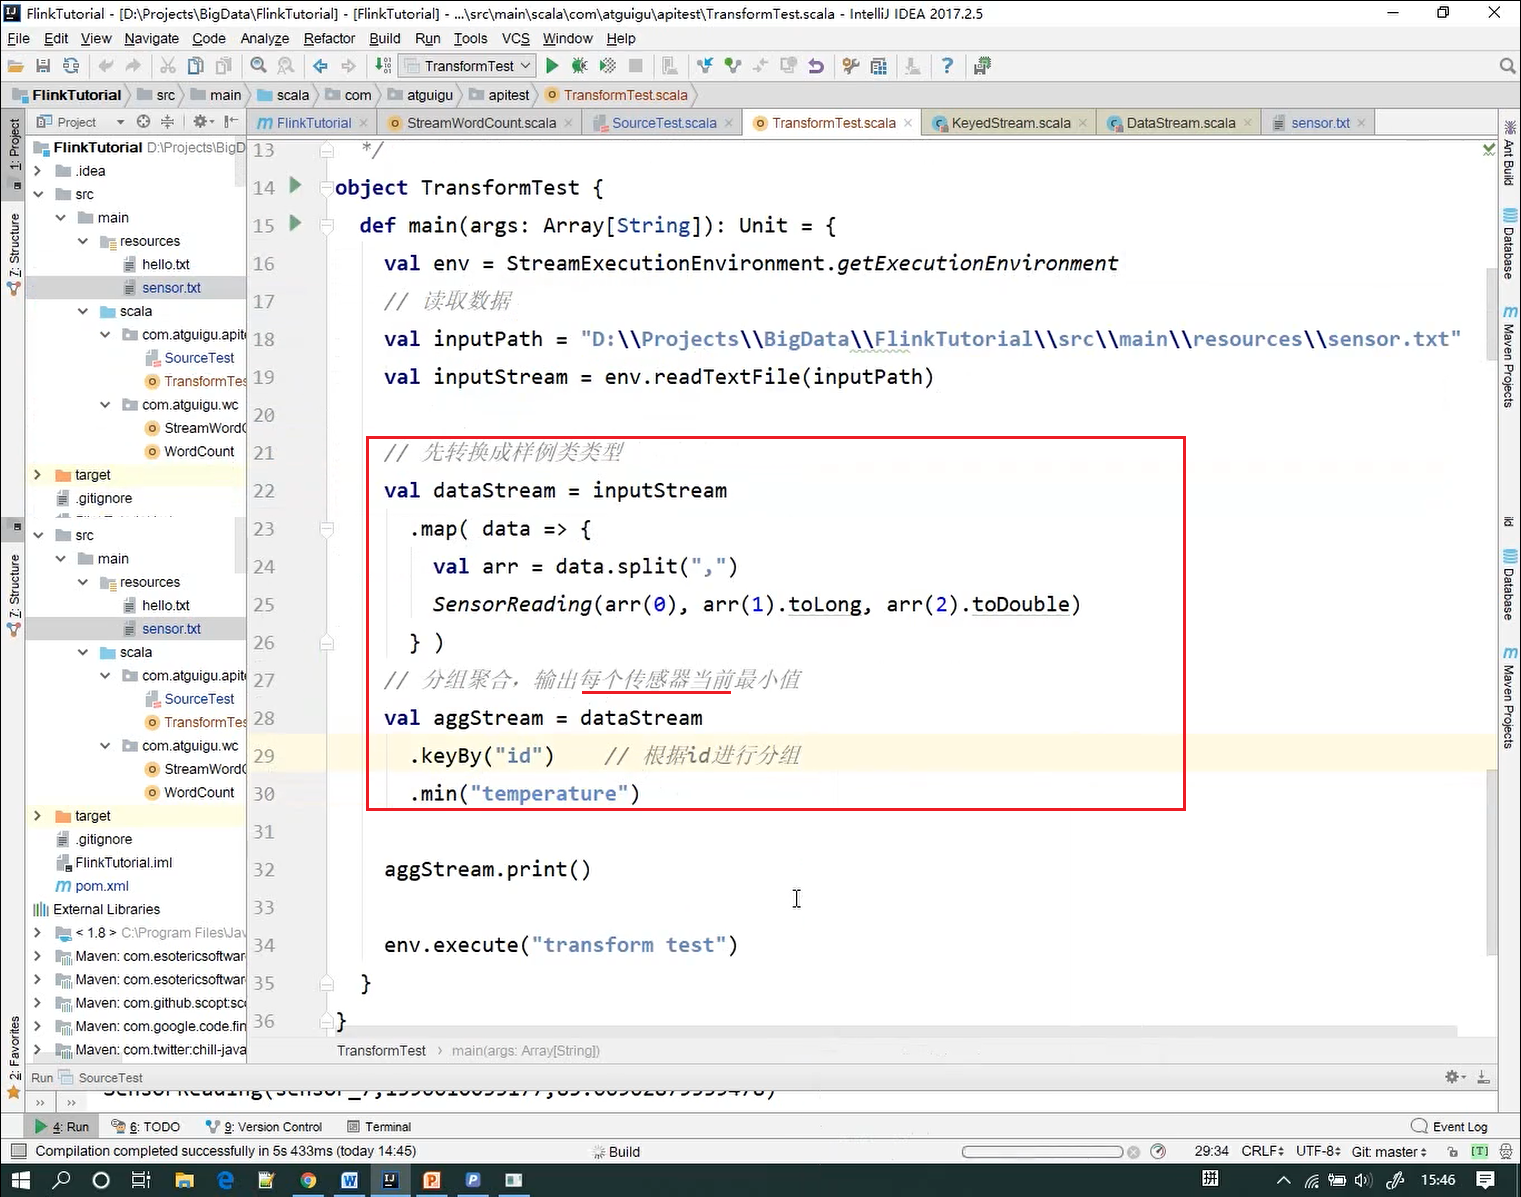 FlinkTutorial - [D:\Projects\BigData\FlinkTutorial] - [FlinkTutorial] - ...\src\main\scala\com\atguigu\apitest\TransformTest.scala - IntelliJ IDEA 2017.2.5
File Edit View Navigate Code Analyze Refactor Build Run Tools VCS Window Help
TransformTest
FlinkTutorial src main scala com atguigu apitest TransformTest.scala
Project
FlinkTutorial StreamWordCount.scala SourceTest.scala TransformTest.scala KeyedStream.scala DataStream.scala sensor.txt
1: Project
7: Structure
7: Structure
2: Favorites
FlinkTutorial D:\Projects\BigD
.idea
src
main
resources
hello.txt
sensor.txt
scala
com.atguigu.apite
SourceTest
TransformTes
com.atguigu.wc
StreamWordC
WordCount
target
.gitignore
src
main
resources
hello.txt
sensor.txt
scala
com.atguigu.apite
SourceTest
TransformTes
com.atguigu.wc
StreamWordC
WordCount
target
.gitignore
FlinkTutorial.iml
pom.xml
External Libraries
< 1.8 > C:\Program Files\Jav
Maven: com.esotericsoftwar
Maven: com.esotericsoftwar
Maven: com.github.scopt:sc
Maven: com.google.code.fin
Maven: com.twitter:chill-java
13 */
14 object TransformTest {
15 def main(args: Array[String]): Unit = {
16 val env = StreamExecutionEnvironment.getExecutionEnvironment
17 // 读取数据
18 val inputPath = "D:\\Projects\\BigData\\FlinkTutorial\\src\\main\\resources\\sensor.txt"
19 val inputStream = env.readTextFile(inputPath)
20
21 // 先转换成样例类类型
22 val dataStream = inputStream
23 .map( data => {
24 val arr = data.split(",")
25 SensorReading(arr(0), arr(1).toLong, arr(2).toDouble)
26 } )
27 // 分组聚合，输出每个传感器当前最小值
28 val aggStream = dataStream
29 .keyBy("id") // 根据id进行分组
30 .min("temperature")
31
32 aggStream.print()
33
34 env.execute("transform test")
35 }
36 }
TransformTest › main(args: Array[String])
Ant Build
Database
Maven Projects
ild
Database
Maven Projects
Run SourceTest
4: Run 6: TODO 9: Version Control Terminal Event Log
Compilation completed successfully in 5s 433ms (today 14:45) Build 29:34 CRLF UTF-8 Git: master
拼 15:46